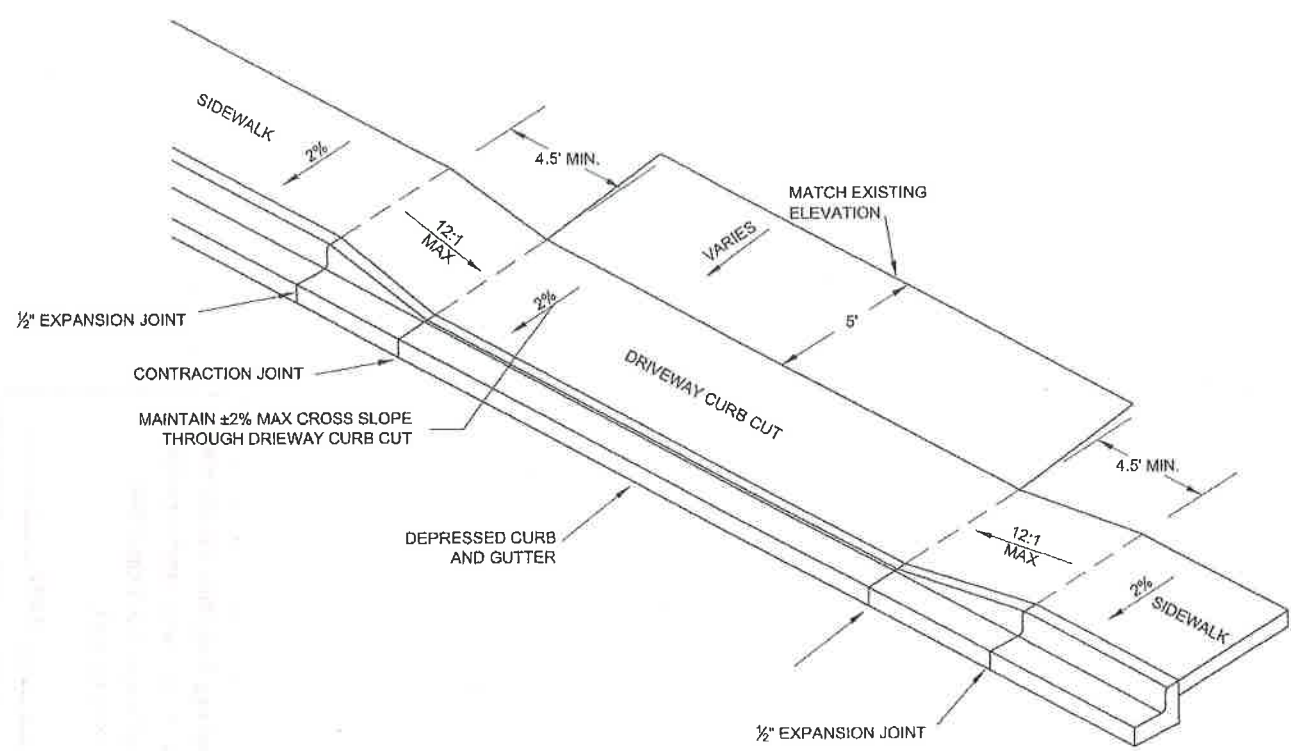 SIDEWALK
2%
4.5' MIN.
12:1
MAX
MATCH EXISTING
ELEVATION
VARIES
2%
5'
½" EXPANSION JOINT
CONTRACTION JOINT
DRIVEWAY CURB CUT
MAINTAIN ±2% MAX CROSS SLOPE
THROUGH DRIEWAY CURB CUT
4.5' MIN.
DEPRESSED CURB
AND GUTTER
12:1
MAX
2%
SIDEWALK
½" EXPANSION JOINT